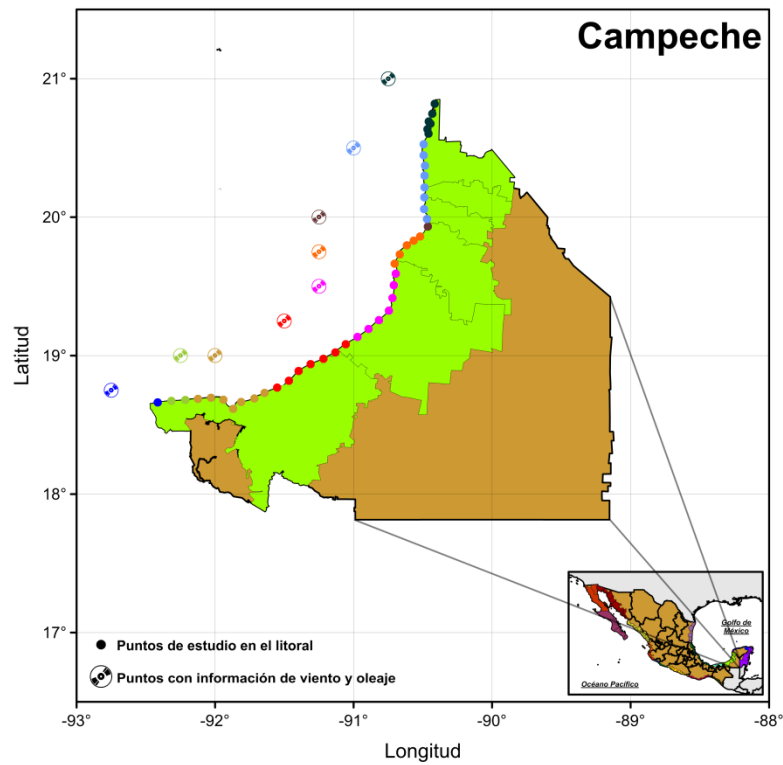 Campeche
21°
20°
19°
18°
17°
Latitud
Puntos de estudio en el litoral
Puntos con información de viento y oleaje
Golfo de
México
Océano Pacífico
-93°
-92°
-91°
-90°
-89°
-88°
Longitud